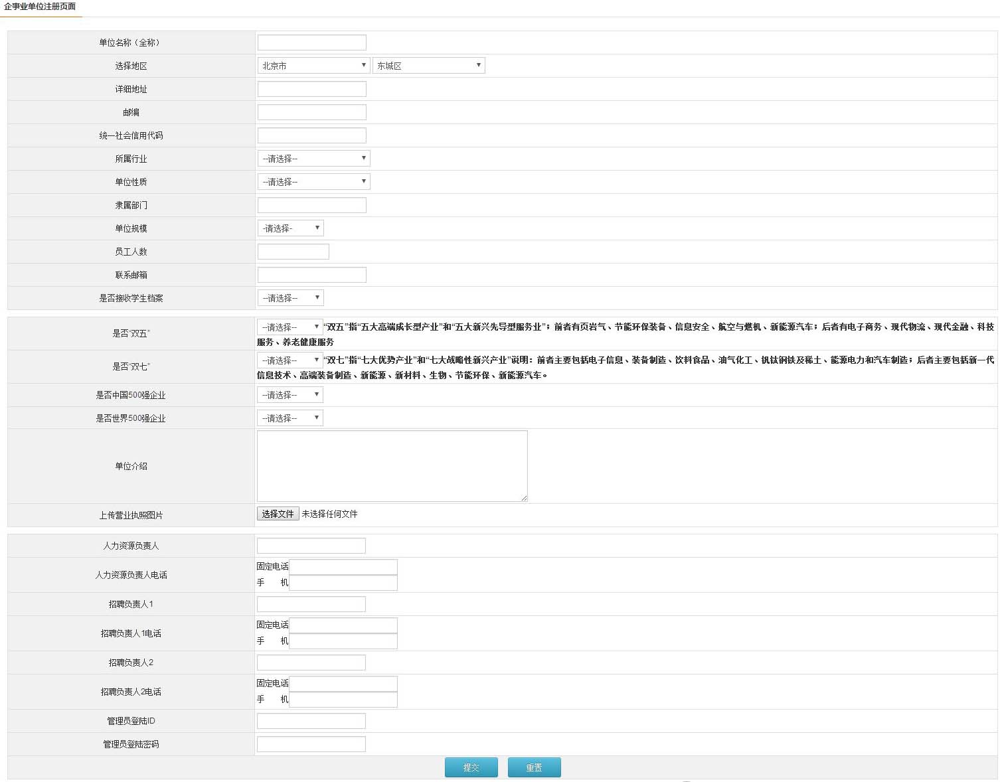 企事业单位注册页面
单位名称（全称）
选择地区 北京市 东城区
详细地址
邮编
统一社会信用代码
所属行业 --请选择--
单位性质 --请选择--
隶属部门
单位规模 -请选择-
员工人数
联系邮箱
是否接收学生档案 --请选择--
是否“双五” --请选择-- “双五”指“五大高端成长型产业”和“五大新兴先导型服务业”；前者有页岩气、节能环保装备、信息安全、航空与燃机、新能源汽车；后者有电子商务、现代物流、现代金融、科技
服务、养老健康服务
是否“双七” --请选择-- “双七”指“七大优势产业”和“七大战略性新兴产业”说明：前者主要包括电子信息、装备制造、饮料食品、油气化工、钒钛钢铁及稀土、能源电力和汽车制造；后者主要包括新一代
信息技术、高端装备制造、新能源、新材料、生物、节能环保、新能源汽车。
是否中国500强企业 --请选择--
是否世界500强企业 --请选择--
单位介绍
上传营业执照图片 选择文件 未选择任何文件
人力资源负责人
人力资源负责人电话 固定电话
手 机
招聘负责人1
招聘负责人1电话 固定电话
手 机
招聘负责人2
招聘负责人2电话 固定电话
手 机
管理员登陆ID
管理员登陆密码
提交 重置